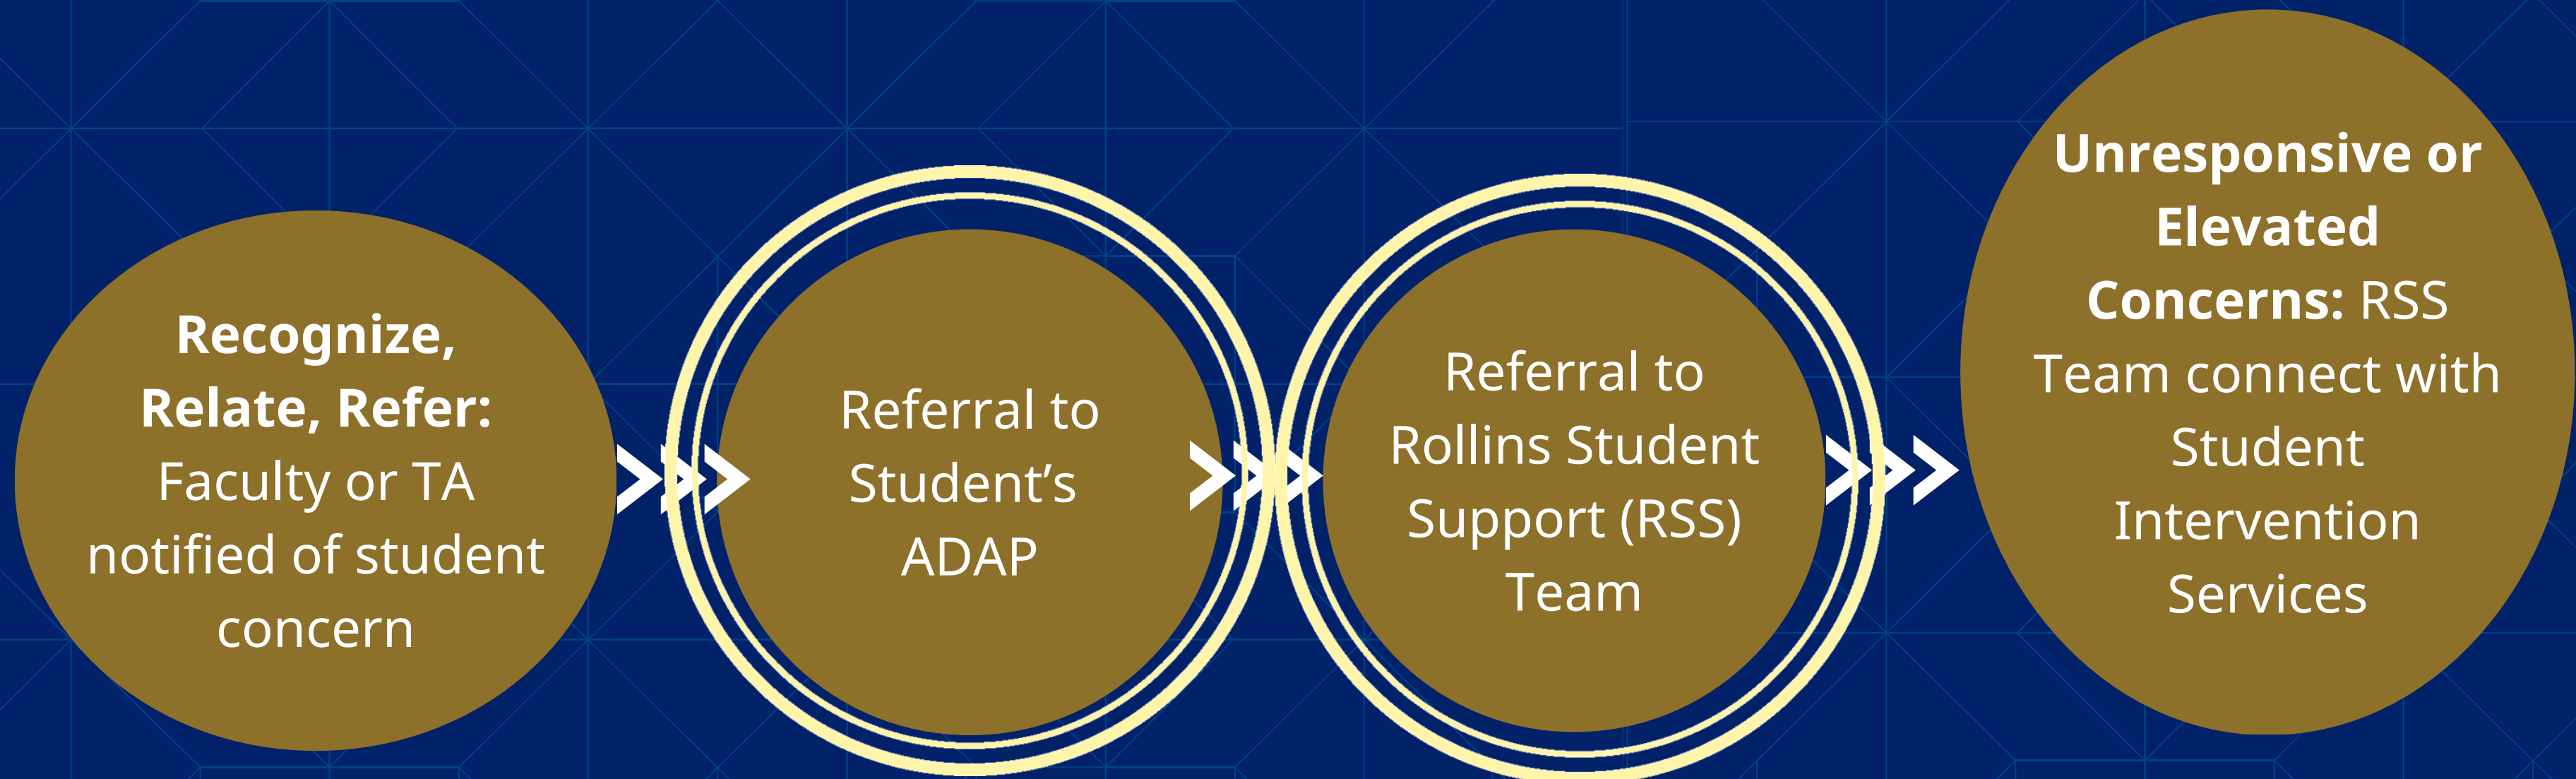 Recognize,
Relate, Refer:
Faculty or TA
notified of student
concern
Referral to
Student’s
ADAP
Referral to
Rollins Student
Support (RSS)
Team
Unresponsive or
Elevated
Concerns: RSS
Team connect with
Student
Intervention
Services